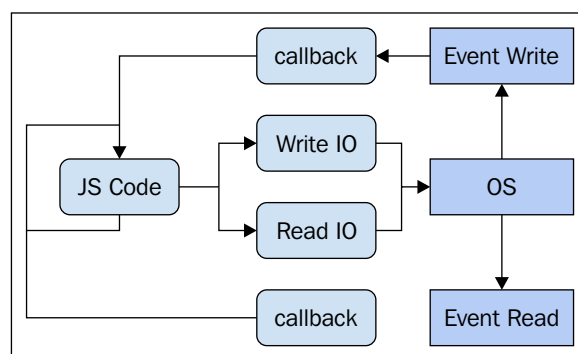 callback
Event Write
Write IO
JS Code
OS
Read IO
callback
Event Read